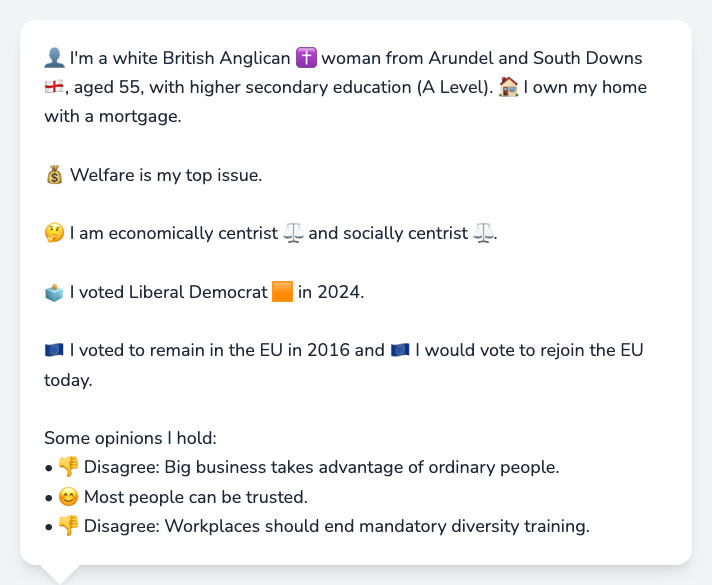 👤 I'm a white British Anglican ✝️ woman from Arundel and South Downs
🏴󠁧󠁢󠁥󠁮󠁧󠁿, aged 55, with higher secondary education (A Level). 🏠 I own my home
with a mortgage.
💰 Welfare is my top issue.
🤔 I am economically centrist ⚖️ and socially centrist ⚖️.
🗳️ I voted Liberal Democrat 🟧 in 2024.
🇪🇺 I voted to remain in the EU in 2016 and 🇪🇺 I would vote to rejoin the EU
today.
Some opinions I hold:
• 👎 Disagree: Big business takes advantage of ordinary people.
• 😊 Most people can be trusted.
• 👎 Disagree: Workplaces should end mandatory diversity training.